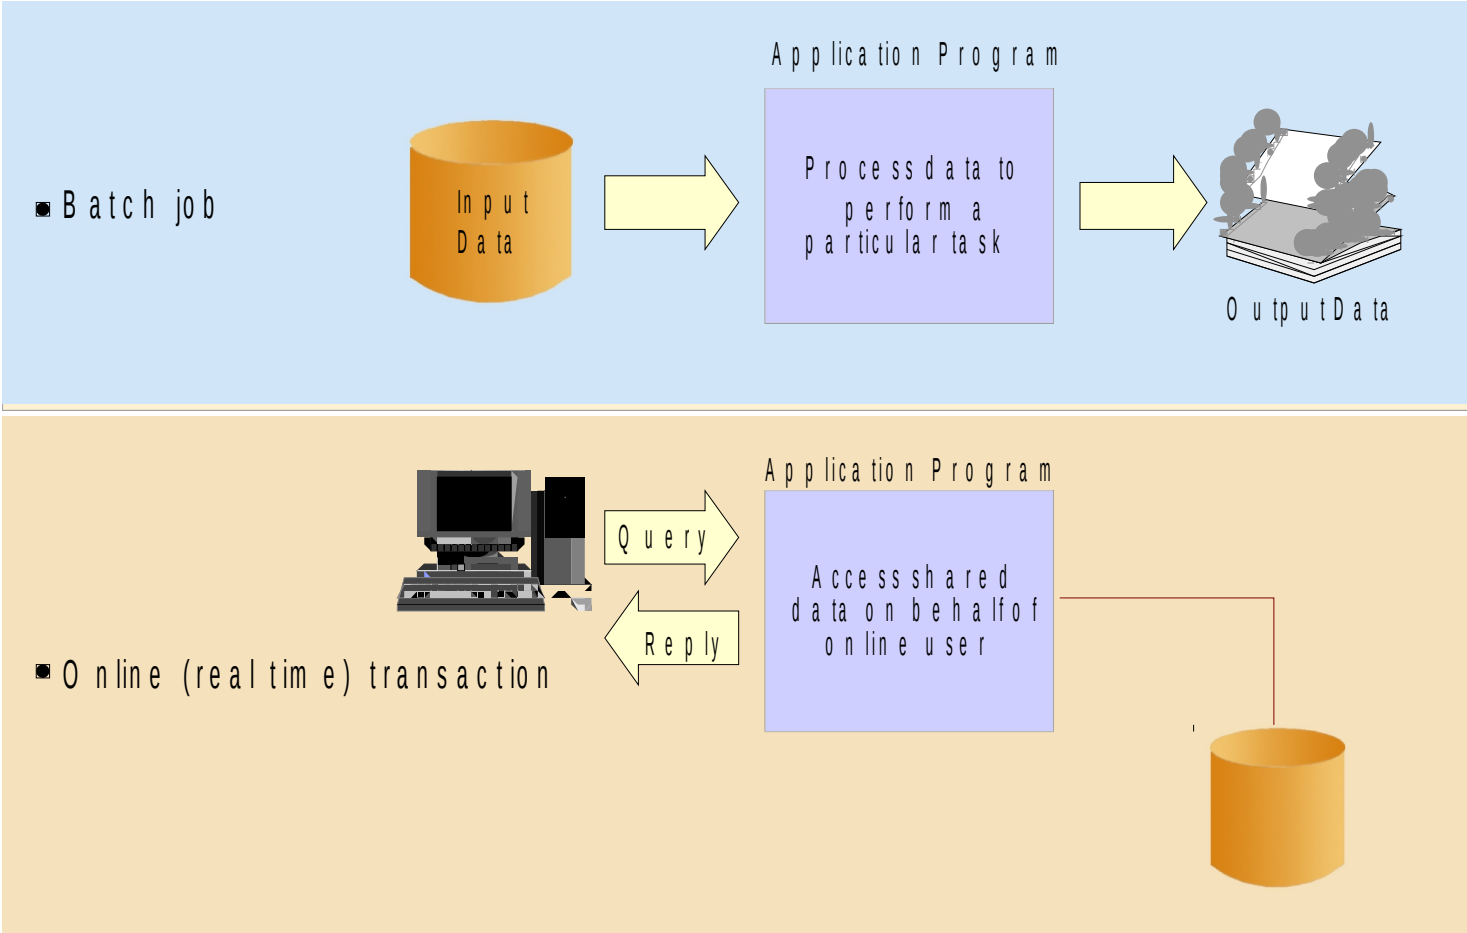 Application Program
Process data to
perform a
particular task
Batch job
Input
Data
Output Data
Application Program
Query
Access shared
data on behalf of
online user
Reply
Online (real time) transaction